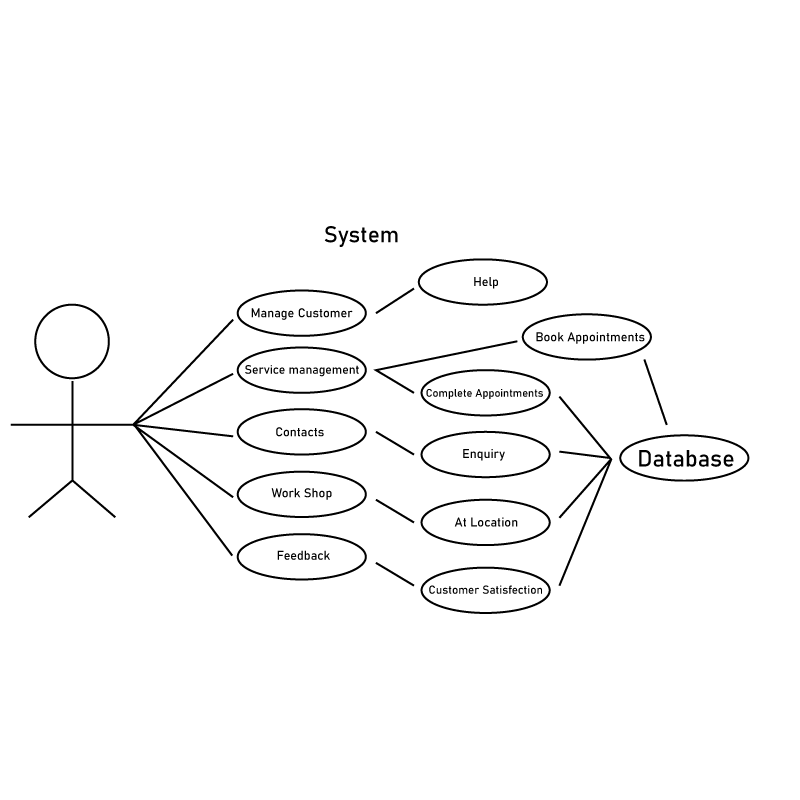 System
Help
Manage Customer
Book Appointments
Service management
Complete Appointments
Contacts
Enquiry
Database
Work Shop
At Location
Feedback
Customer Satisfection